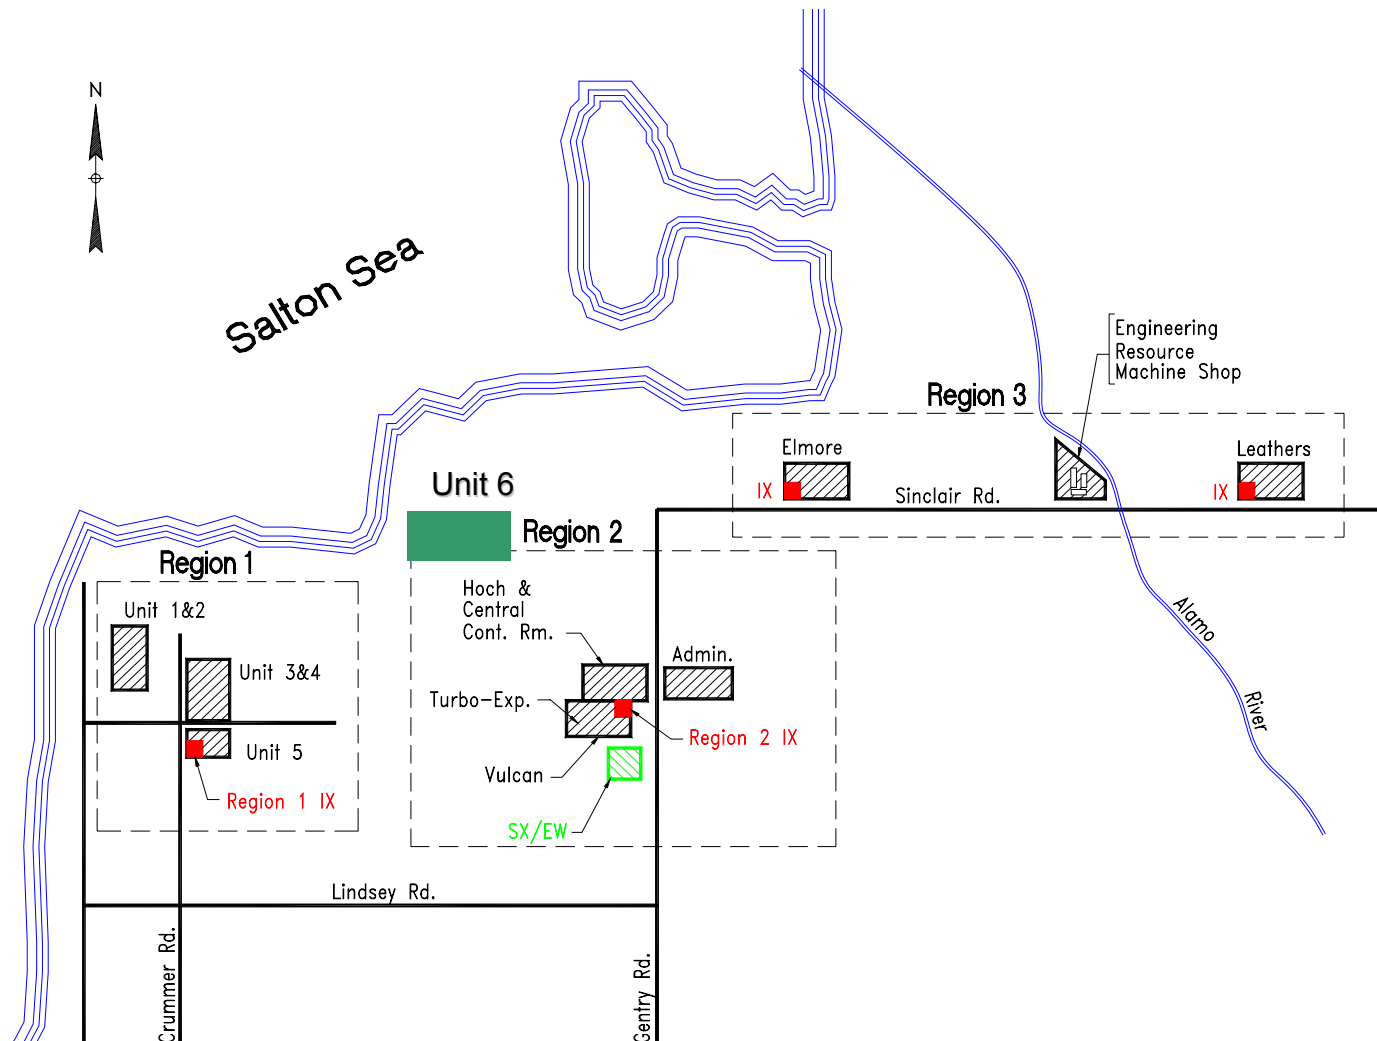 N
Salton Sea
Engineering
Resource
Machine Shop
Region 3
Elmore
Leathers
IX
Sinclair Rd.
IX
Unit 6
Region 2
Region 1
Hoch &
Central
Cont. Rm.
Unit 1&2
Alamo
River
Admin.
Unit 3&4
Turbo-Exp.
Region 2 IX
Unit 5
Vulcan
Region 1 IX
SX/EW
Lindsey Rd.
Crummer Rd.
Gentry Rd.